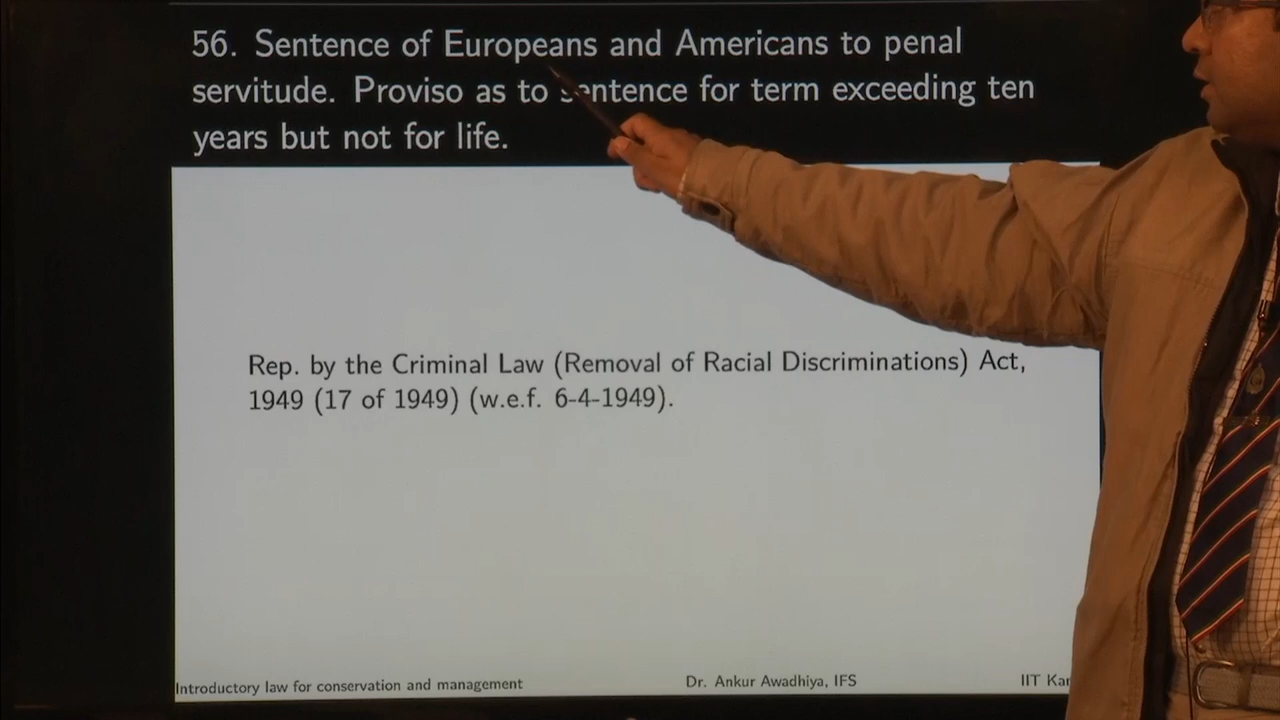 56. Sentence of Europeans and Americans to penal
servitude. Proviso as to sentence for term exceeding ten
years but not for life.
Rep. by the Criminal Law (Removal of Racial Discriminations) Act,
1949 (17 of 1949) (w.e.f. 6-4-1949).
Introductory law for conservation and management
Dr. Ankur Awadhiya, IFS
IIT